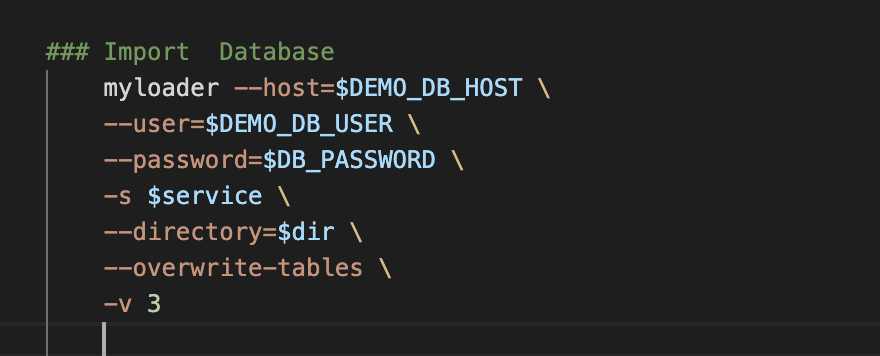 ### Import  Database
myloader --host=$DEMO_DB_HOST \
--user=$DEMO_DB_USER \
--password=$DB_PASSWORD \
-s $service \
--directory=$dir \
--overwrite-tables \
-v 3